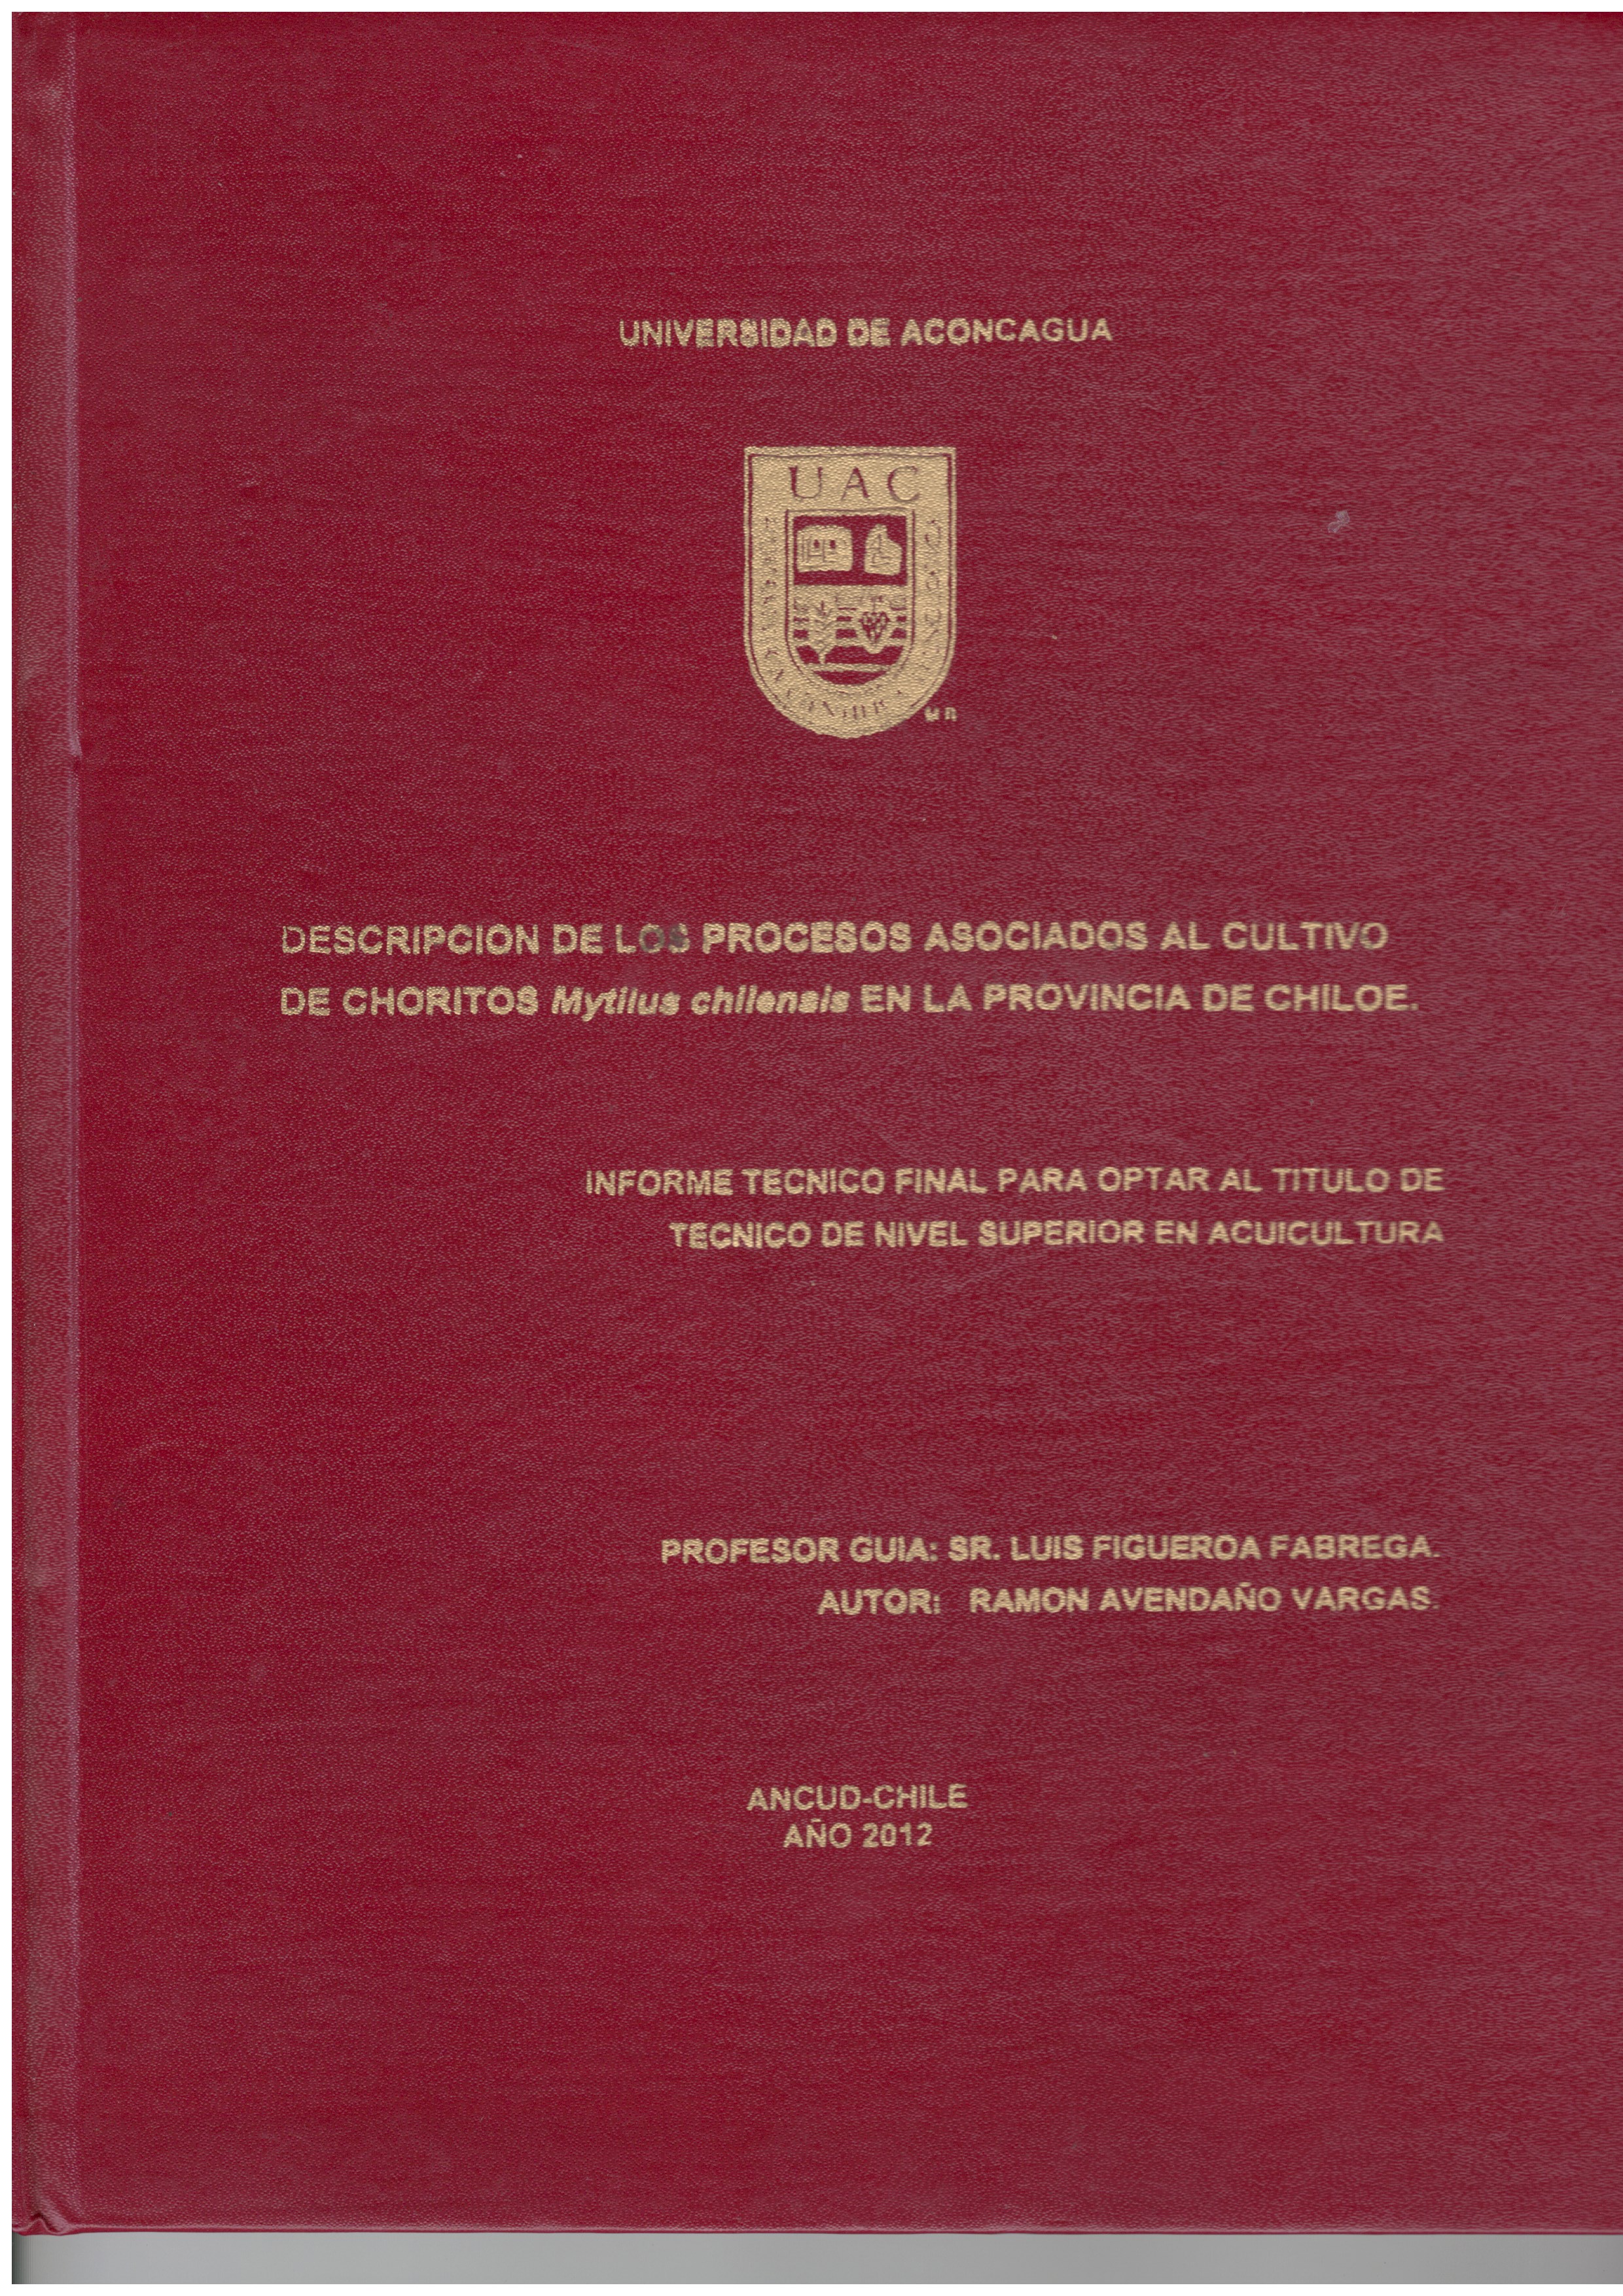 UNIVERSIDAD DE ACONCAGUA
UAC
DESCRIPCION DE LOS PROCESOS ASOCIADOS AL CULTIVO
DE CHORITOS Mytilus chilensis EN LA PROVINCIA DE CHILOE.
INFORME TECNICO FINAL PARA OPTAR AL TITULO DE
TECNICO DE NIVEL SUPERIOR EN ACUICULTURA
PROFESOR GUIA: SR. LUIS FIGUEROA FABREGA.
AUTOR: RAMON AVENDAÑO VARGAS.
ANCUD-CHILE
AÑO 2012